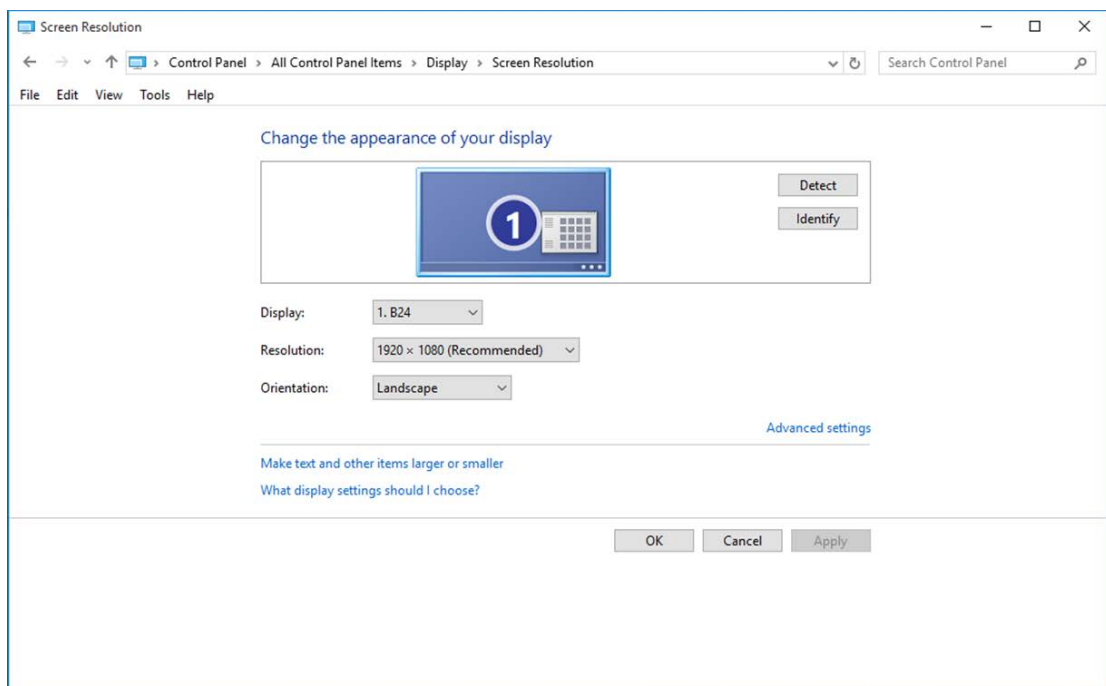 Screen Resolution
Control Panel > All Control Panel Items > Display > Screen Resolution
Search Control Panel
File Edit View Tools Help
Change the appearance of your display
1
Detect
Identify
Display: 1. B24
Resolution: 1920 × 1080 (Recommended)
Orientation: Landscape
Advanced settings
Make text and other items larger or smaller
What display settings should I choose?
OK Cancel Apply